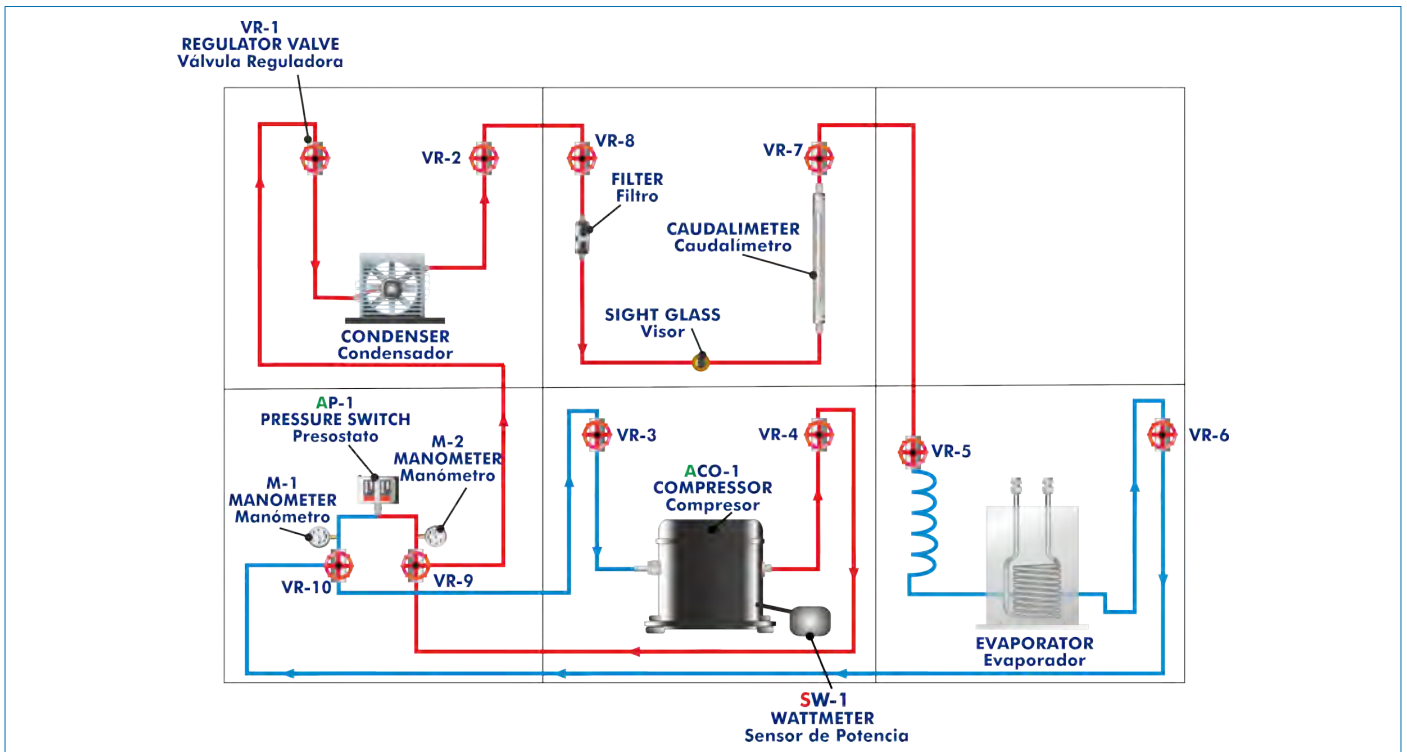 VR-1
REGULATOR VALVE
Válvula Reguladora
VR-2
VR-8
VR-7
FILTER
Filtro
CAUDALIMETER
Caudalímetro
SIGHT GLASS
Visor
CONDENSER
Condensador
AP-1
PRESSURE SWITCH
Presostato
M-2
MANOMETER
Manómetro
M-1
MANOMETER
Manómetro
VR-10
VR-9
VR-3
VR-4
ACO-1
COMPRESSOR
Compresor
VR-5
VR-6
EVAPORATOR
Evaporador
SW-1
WATTMETER
Sensor de Potencia